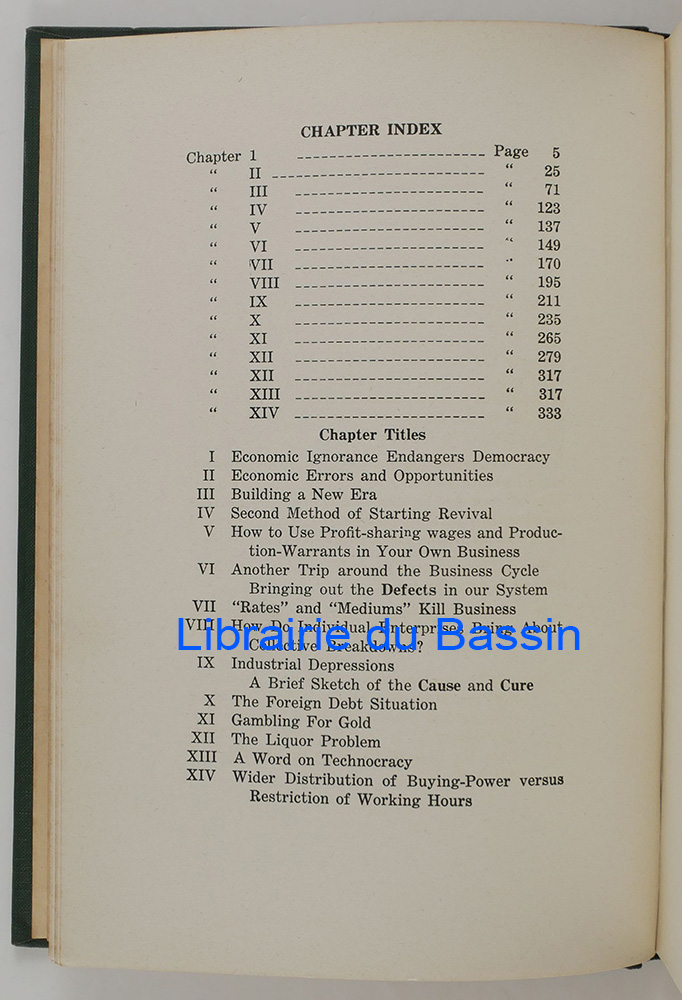 CHAPTER INDEX
Chapter 1 ------------------------ Page 5
“ II --------------------------- “ 25
“ III ------------------------ “ 71
“ IV ------------------------ “ 123
“ V ------------------------ “ 137
“ VI ------------------------ “ 149
“ VII ------------------------ “ 170
“ VIII ------------------------ “ 195
“ IX ------------------------ “ 211
“ X ------------------------ “ 235
“ XI ------------------------ “ 265
“ XII ------------------------ “ 279
“ XII ------------------------ “ 317
“ XIII ------------------------ “ 317
“ XIV ------------------------ “ 333
Chapter Titles
I Economic Ignorance Endangers Democracy
II Economic Errors and Opportunities
III Building a New Era
IV Second Method of Starting Revival
V How to Use Profit-sharing wages and Produc-
tion-Warrants in Your Own Business
VI Another Trip around the Business Cycle
Bringing out the Defects in our System
VII “Rates” and “Mediums” Kill Business
VIII How Do Individual Enterprises Bring About
Librairie du Bassin
Collective Breakdowns?
IX Industrial Depressions
A Brief Sketch of the Cause and Cure
X The Foreign Debt Situation
XI Gambling For Gold
XII The Liquor Problem
XIII A Word on Technocracy
XIV Wider Distribution of Buying-Power versus
Restriction of Working Hours